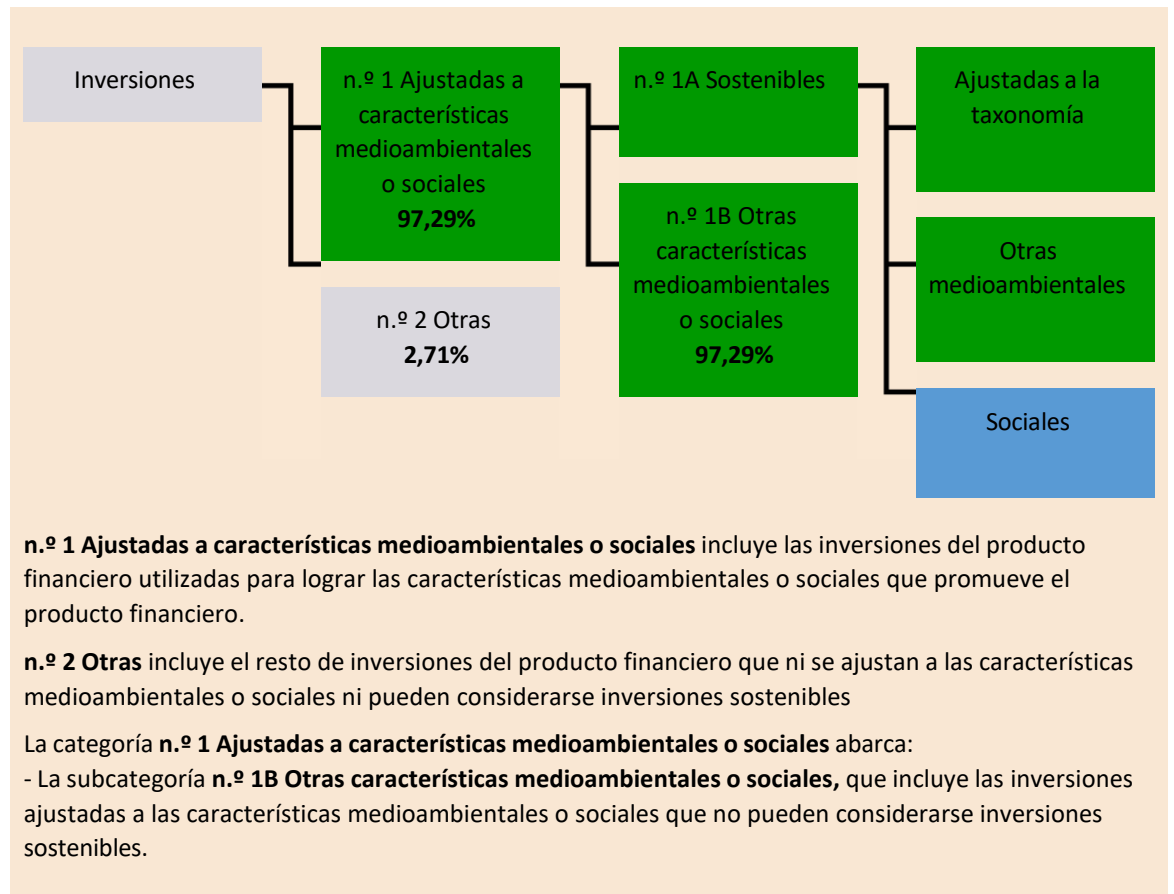 Inversiones
n.º 1 Ajustadas a
características
medioambientales
o sociales
97,29%
n.º 2 Otras
2,71%
n.º 1A Sostenibles
n.º 1B Otras
características
medioambientales
o sociales
97,29%
Ajustadas a la
taxonomía
Otras
medioambientales
Sociales
n.º 1 Ajustadas a características medioambientales o sociales incluye las inversiones del producto
financiero utilizadas para lograr las características medioambientales o sociales que promueve el
producto financiero.
n.º 2 Otras incluye el resto de inversiones del producto financiero que ni se ajustan a las características
medioambientales o sociales ni pueden considerarse inversiones sostenibles
La categoría n.º 1 Ajustadas a características medioambientales o sociales abarca:
- La subcategoría n.º 1B Otras características medioambientales o sociales, que incluye las inversiones
ajustadas a las características medioambientales o sociales que no pueden considerarse inversiones
sostenibles.